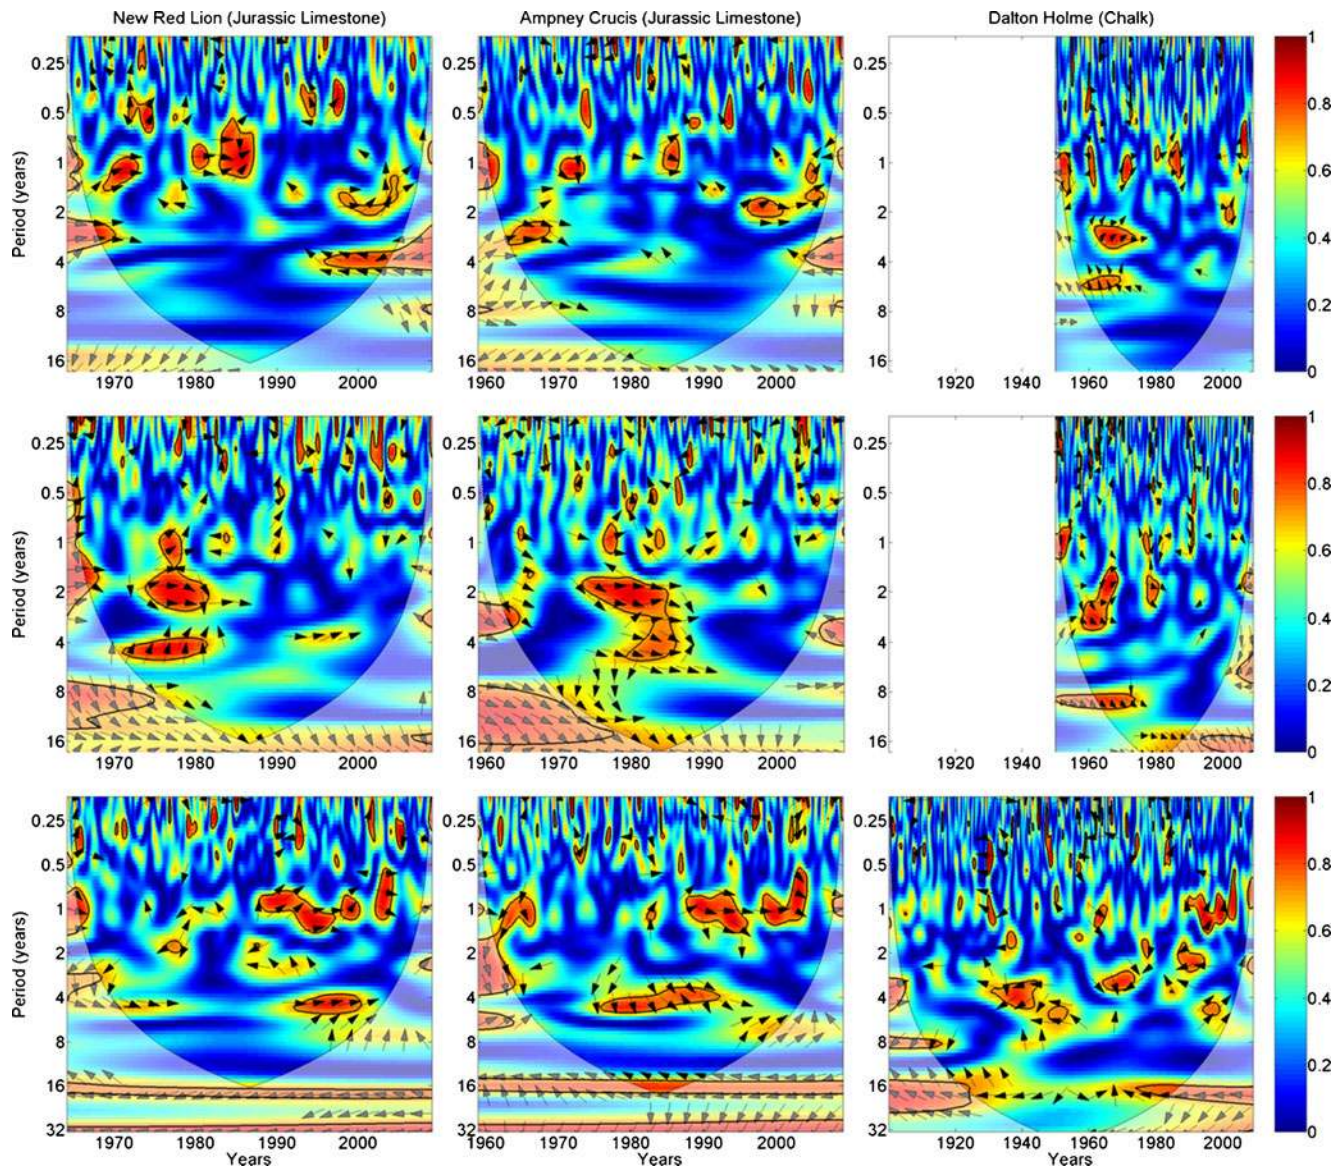 New Red Lion (Jurassic Limestone) Ampney Crucis (Jurassic Limestone) Dalton Holme (Chalk)
Period (years)
0.25
0.5
1
2
4
8
16
1970 1980 1990 2000
1960 1970 1980 1990 2000
1920 1940 1960 1980 2000
1
0.8
0.6
0.4
0.2
0
Period (years)
0.25
0.5
1
2
4
8
16
1970 1980 1990 2000
1960 1970 1980 1990 2000
1920 1940 1960 1980 2000
1
0.8
0.6
0.4
0.2
0
Period (years)
0.25
0.5
1
2
4
8
16
32
1970 1980 1990 2000
1960 1970 1980 1990 2000
1920 1940 1960 1980 2000
1
0.8
0.6
0.4
0.2
0
Years Years Years